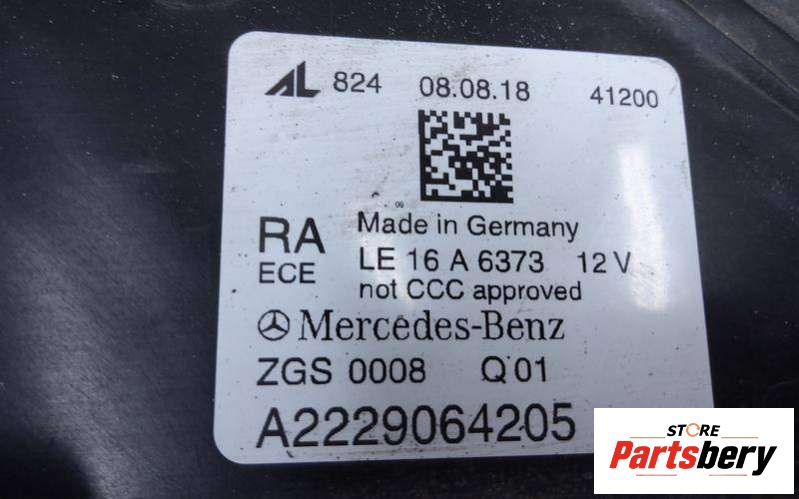 AL 824 08.08.18 41200
RA Made in Germany
ECE LE 16 A 6373 12 V
not CCC approved
Mercedes-Benz
ZGS 0008 Q 01
A2229064205
STORE
Partsbery